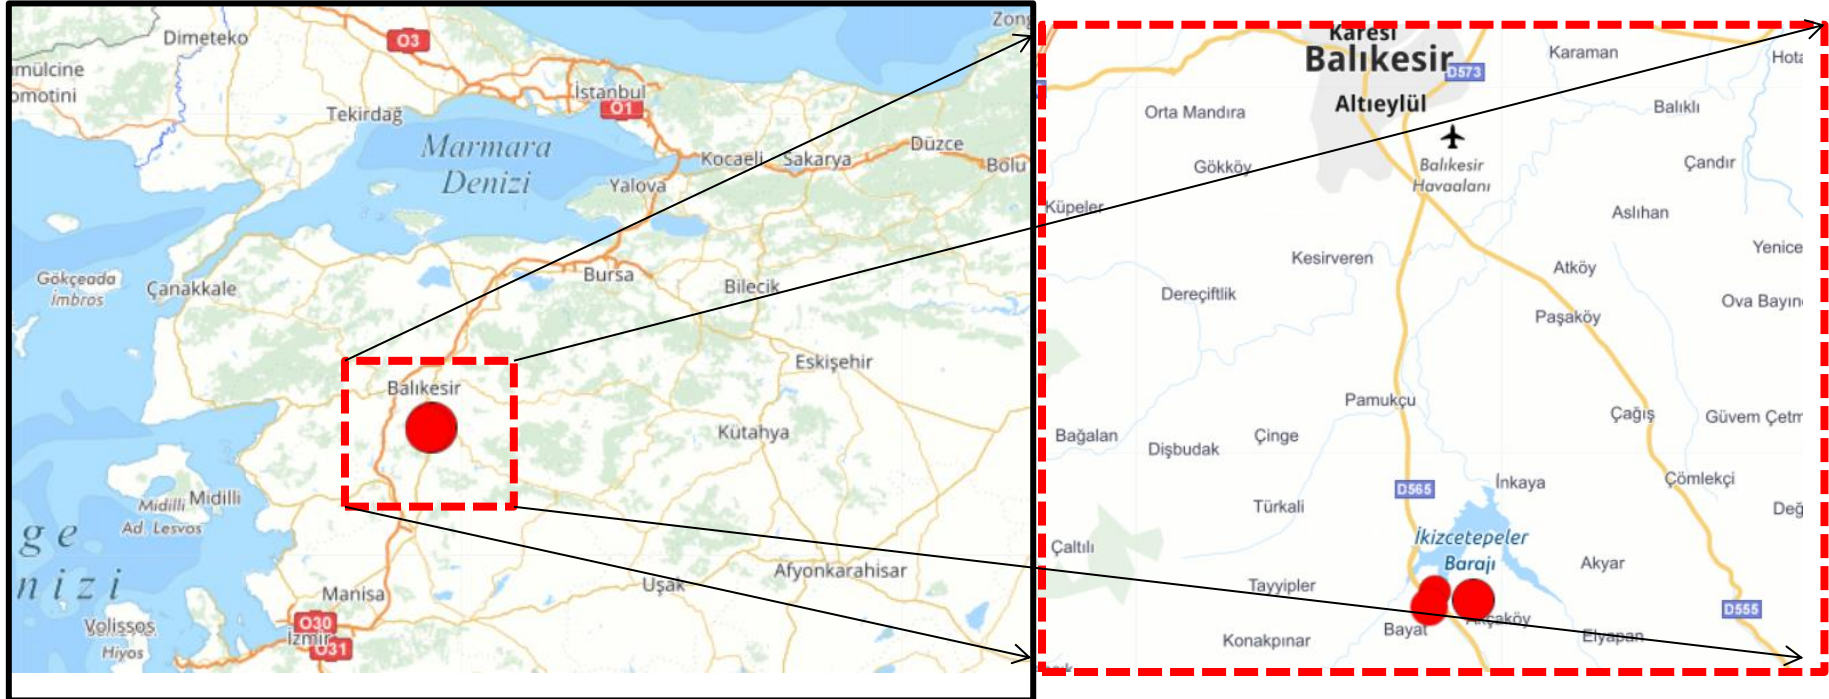 Zong
Dimeteko
O3
mülcine
omotini
İstanbul
O1
Tekirdağ
Marmara
Denizi
Düzce
Kocaeli
Sakarya
Bolu
Yalova
Gökçeada
İmbros
Çanakkale
Bursa
Bilecik
Eskişehir
Balıkesir
Kütahya
Midilli
Ad. Lesvos
Midilli
ge
nizi
Uşak
Afyonkarahisar
Manisa
O30
İzmir
O31
Volissos
Hiyos
Karesi
Balıkesir
D573
Karaman
Hota
Altıeylül
Orta Mandıra
Balıklı
Gökköy
Balıkesir
Havaalanı
Çandır
Küpeler
Aslıhan
Kesirveren
Yenice
Atköy
Dereçiftlik
Ova Bayın
Paşaköy
Pamukçu
Çağış
Güvem Çetm
Bağalan
Dişbudak
Çinge
D565
İnkaya
Çömlekçi
Türkali
Değ
İkizcetepeler
Barajı
Çaltılı
Akyar
Tayyipler
D555
Akçaköy
Bayat
Konakpınar
Elyapan